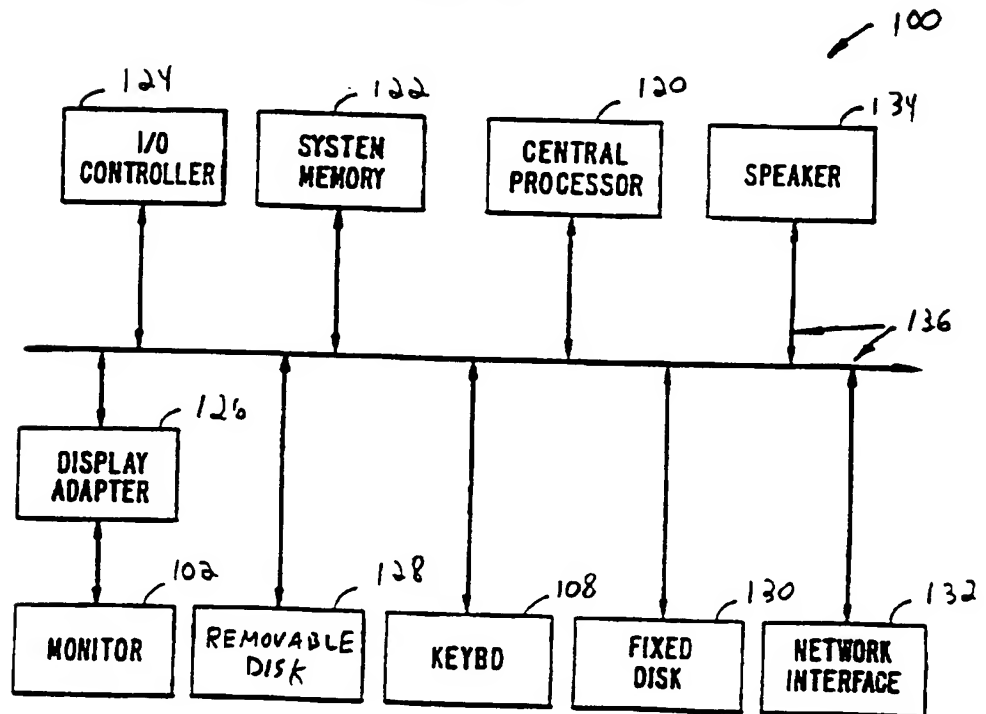 100
124
122
120
134
I/O
CONTROLLER
SYSTEM
MEMORY
CENTRAL
PROCESSOR
SPEAKER
136
126
DISPLAY
ADAPTER
102
128
108
130
132
MONITOR
REMOVABLE
DISK
KEYBD
FIXED
DISK
NETWORK
INTERFACE